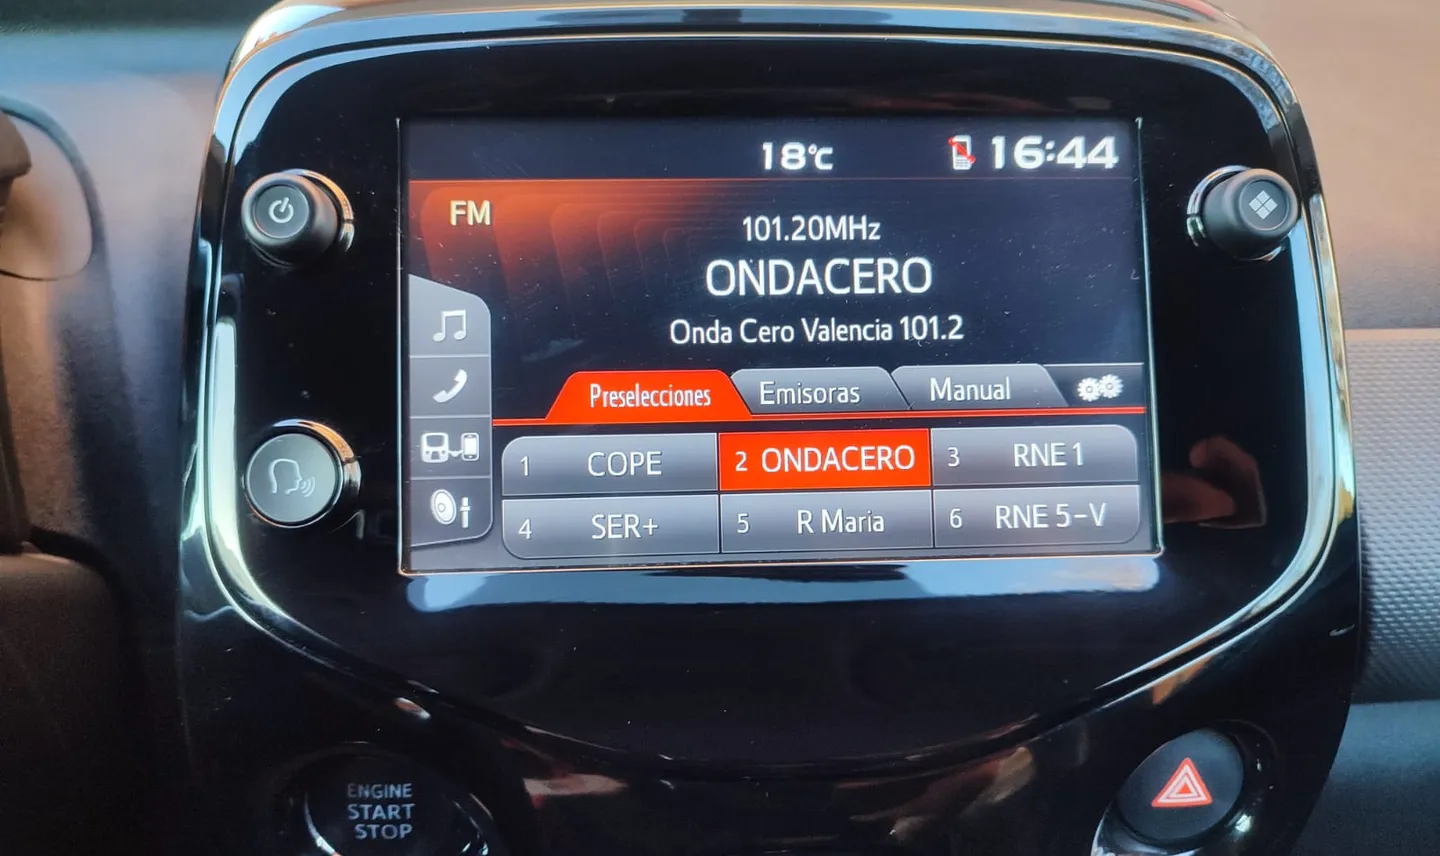 18°C 16:44
FM
101.20MHz
ONDACERO
Onda Cero Valencia 101.2
Preselecciones Emisoras Manual
1 COPE 2 ONDACERO 3 RNE 1
4 SER+ 5 R Maria 6 RNE 5-V
ENGINE
START
STOP